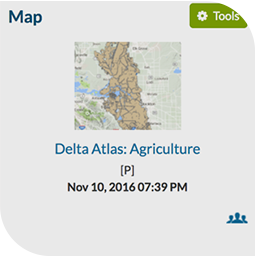 Map
Tools
Delta Atlas: Agriculture
[P]
Nov 10, 2016 07:39 PM